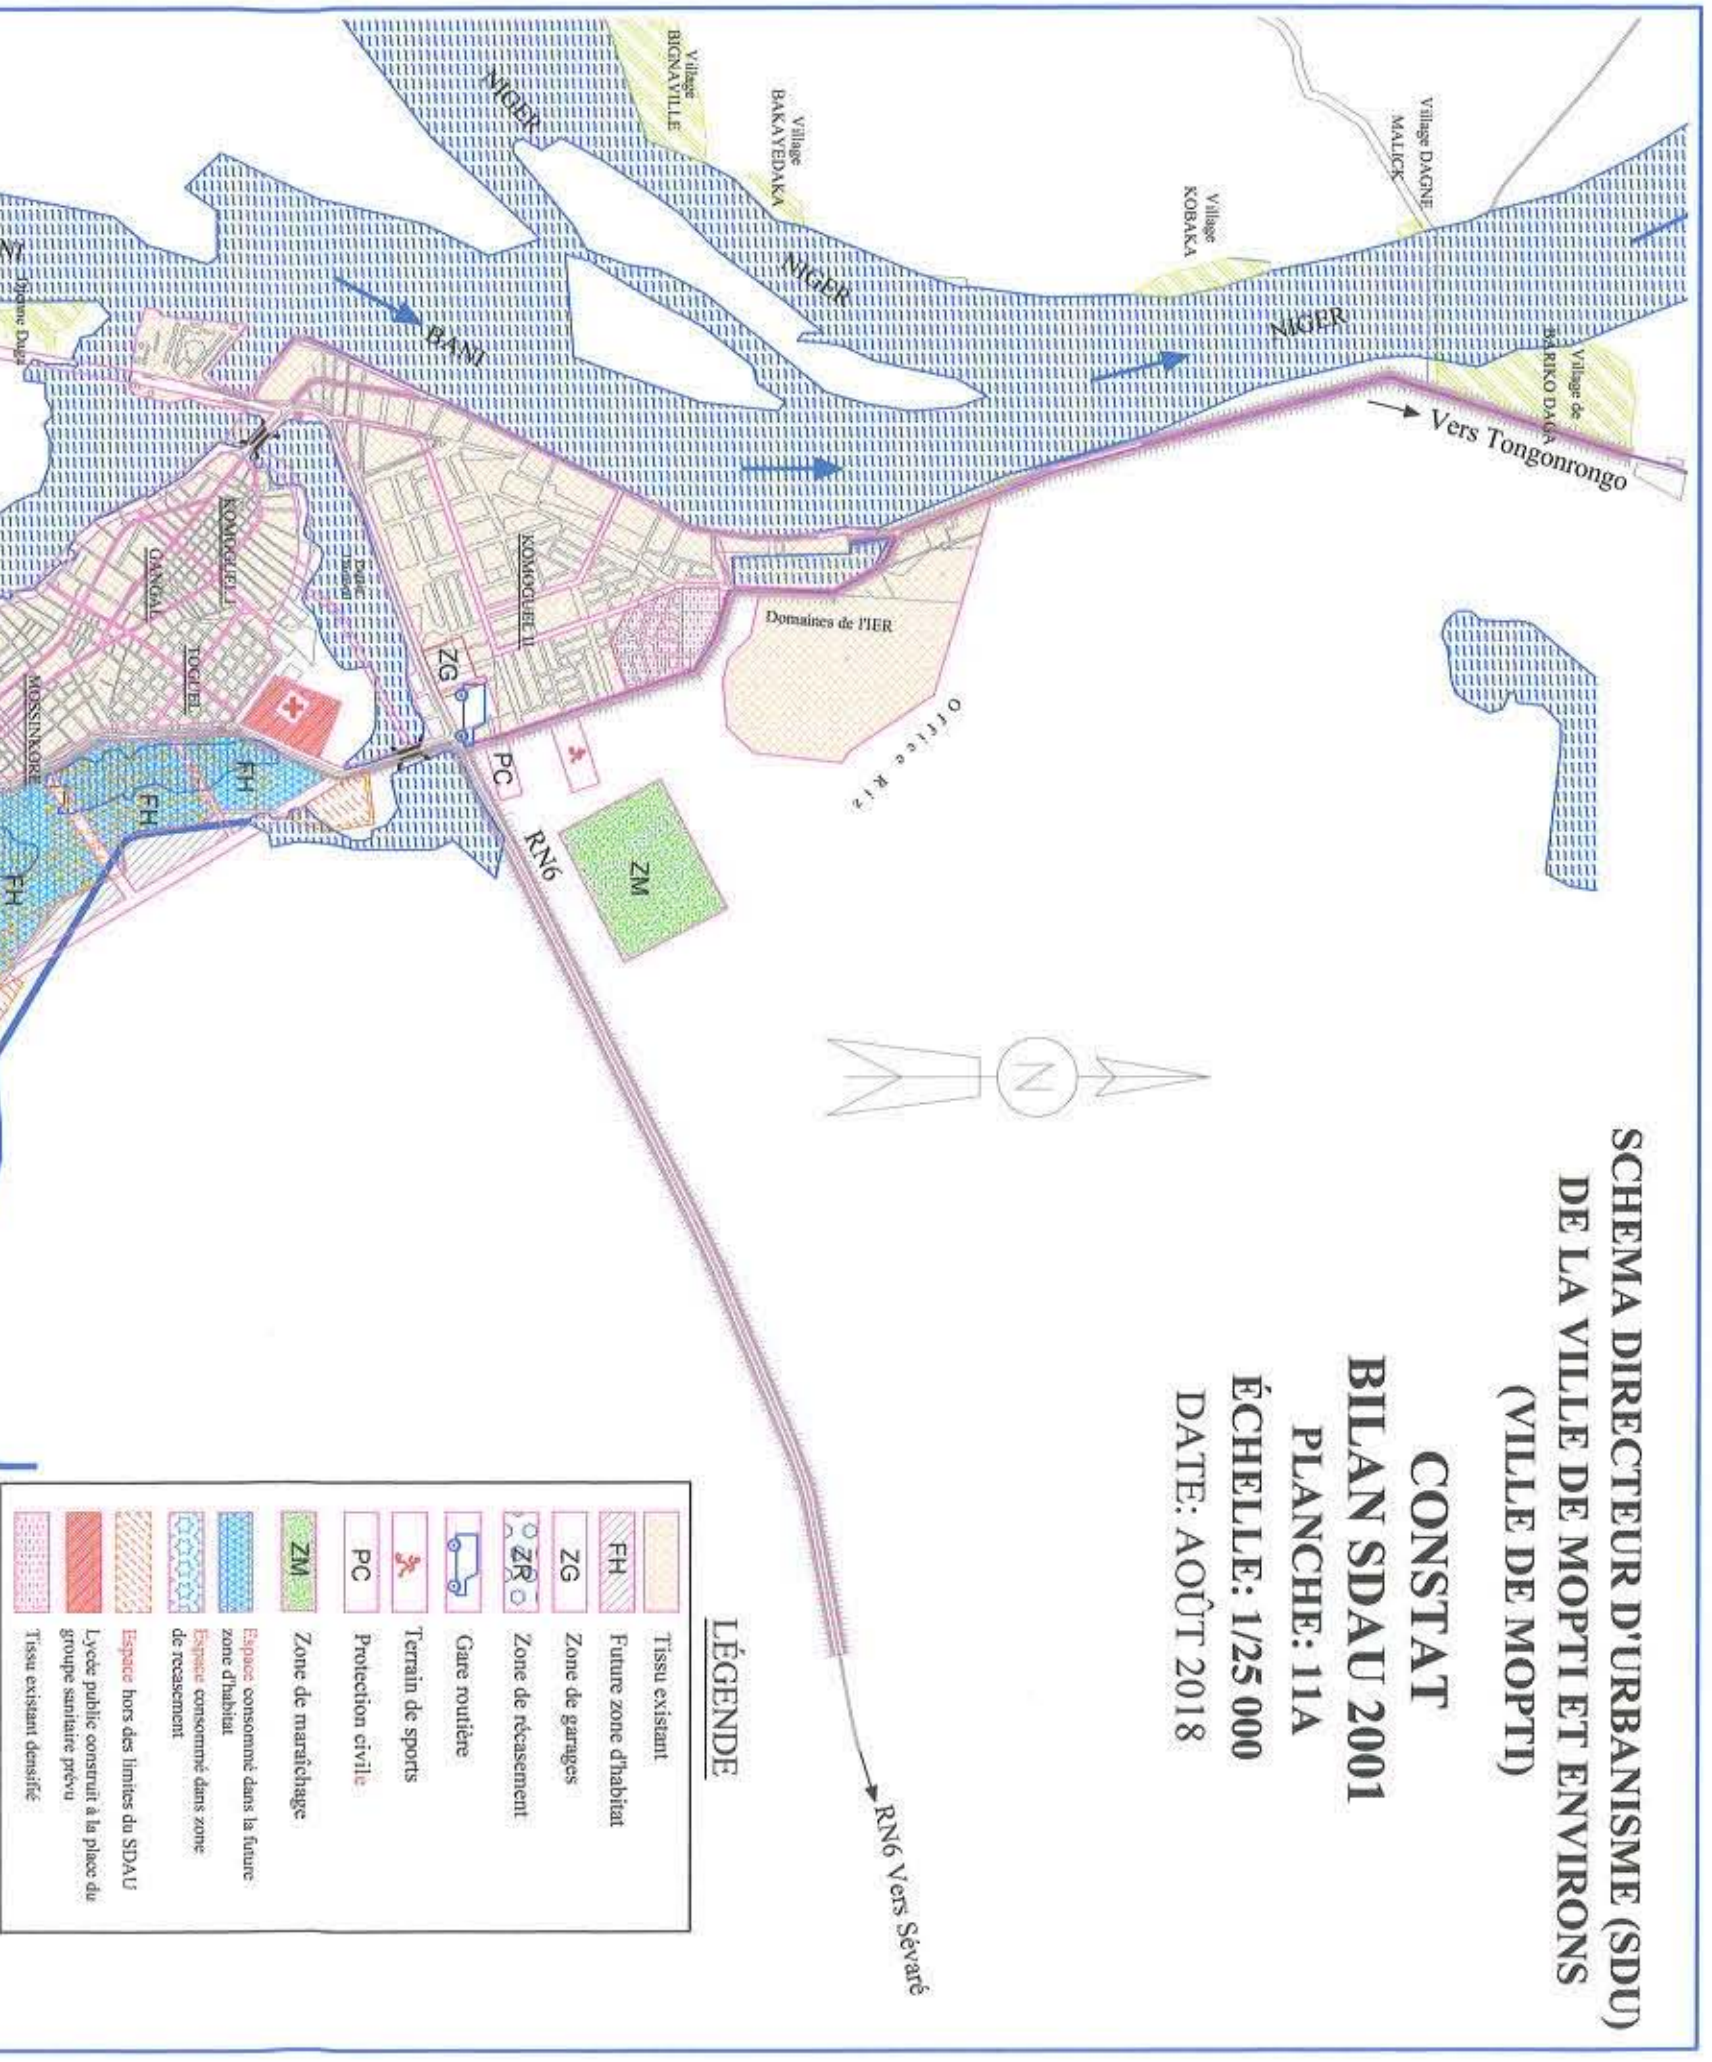 SCHEMA DIRECTEUR D'URBANISME (SDU)
DE LA VILLE DE MOPTI ET ENVIRONS
(VILLE DE MOPTI)
CONSTAT
BILAN SDAU 2001
PLANCHE: 11A
ÉCHELLE: 1/25 000
DATE: AOÛT 2018
Village DAGNE
MALICK
Village
KOBAKA
Village
BAKAYEDAKA
Village
BIGNAVILLE
Village de
BARIKO DAGA
Vers Tongonrongo
NIGER
NIGER
NIGER
BANI
NI
Daga
Domaines de l'IER
Office Riz
KOMOGUEL II
ZG
PC
RN6
ZM
KOMOGUEL I
GANGAL
TOGUEL
MOSSINKORE
FH
FH
FH
N
RN6 Vers Sévaré
LÉGENDE
Tissu existant
FH Future zone d'habitat
ZG Zone de garages
ZR Zone de récasement
Gare routière
Terrain de sports
PC Protection civile
ZM Zone de maraîchage
Espace consommé dans la future
zone d'habitat
Espace consommé dans zone
de recasement
Espace hors des limites du SDAU
Lycée public construit à la place du
groupe sanitaire prévu
Tissu existant densifié